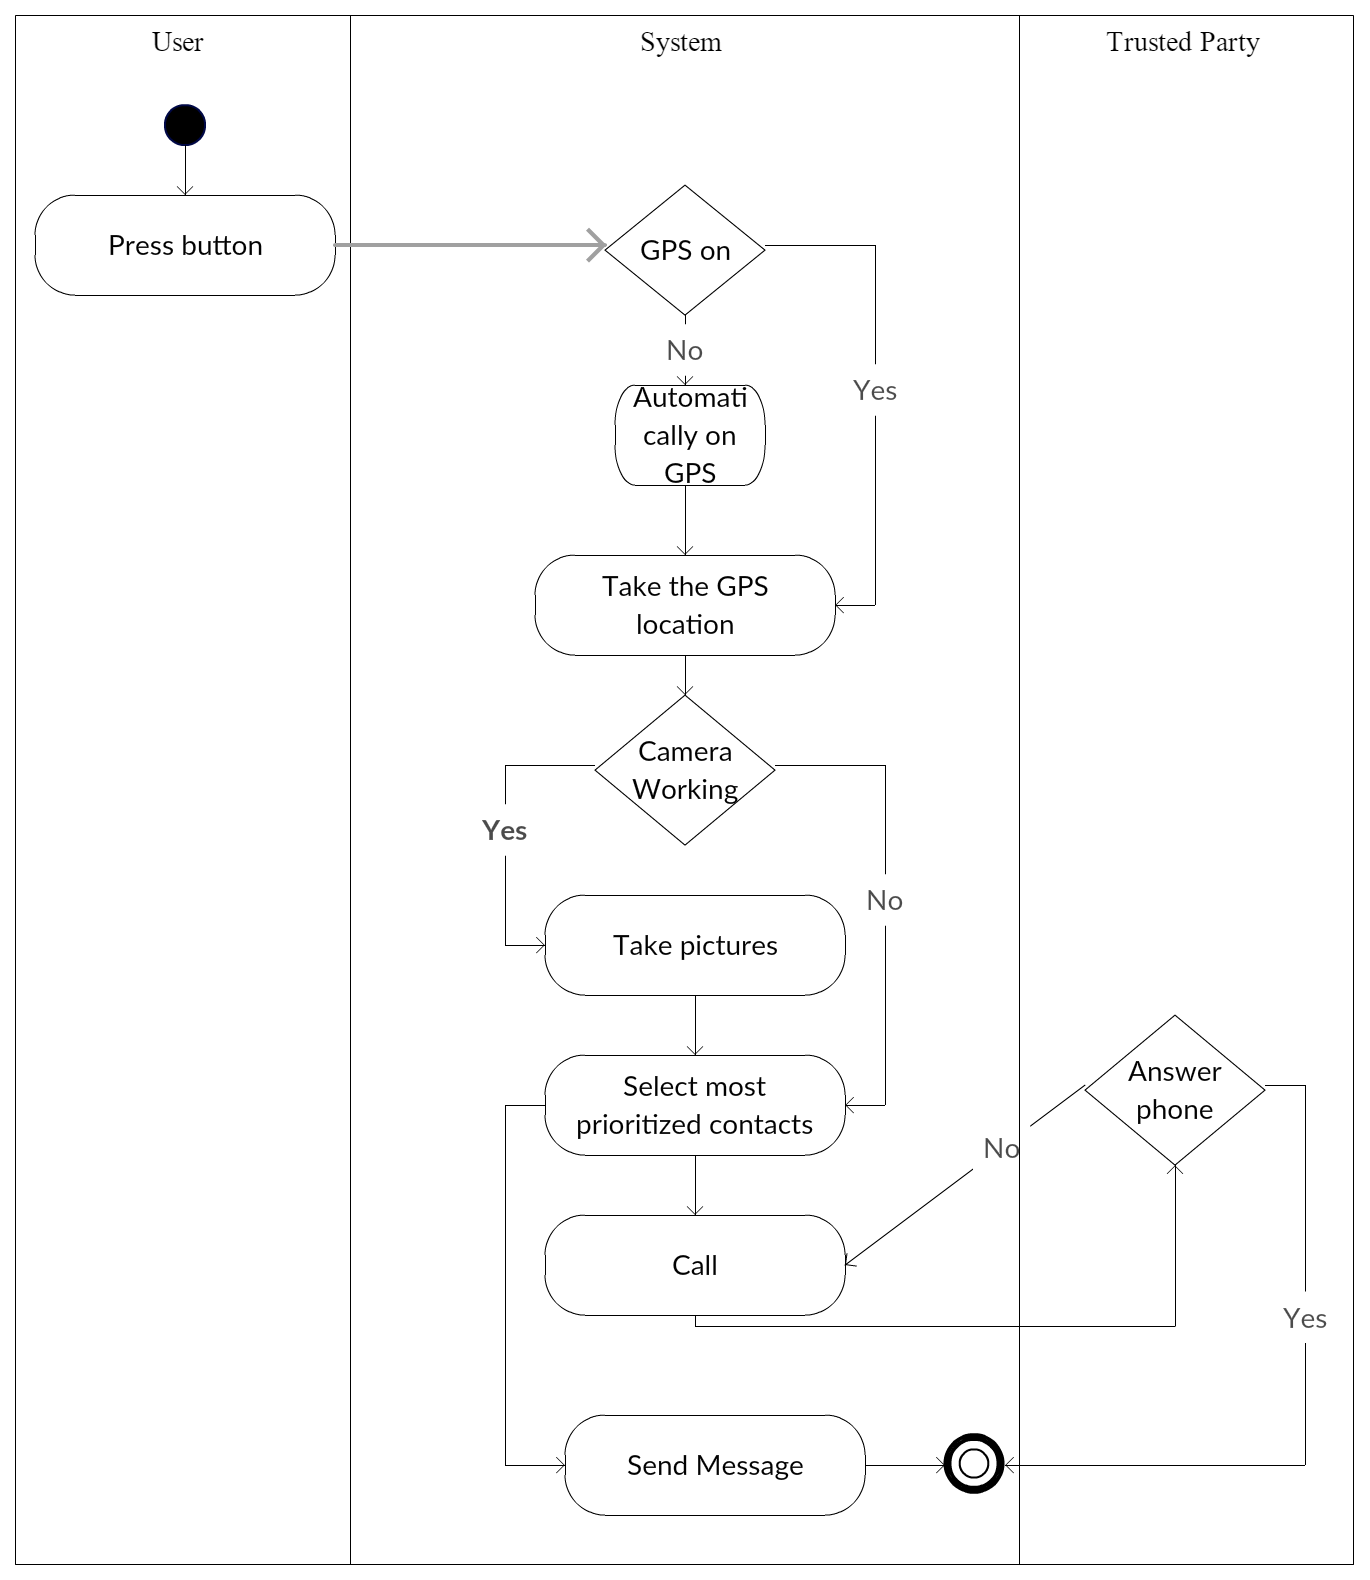 User
System
Trusted Party
Press button
GPS on
No
Yes
Automati
cally on
GPS
Take the GPS
location
Camera
Working
Yes
No
Take pictures
Select most
prioritized contacts
Answer
phone
No
Call
Yes
Send Message